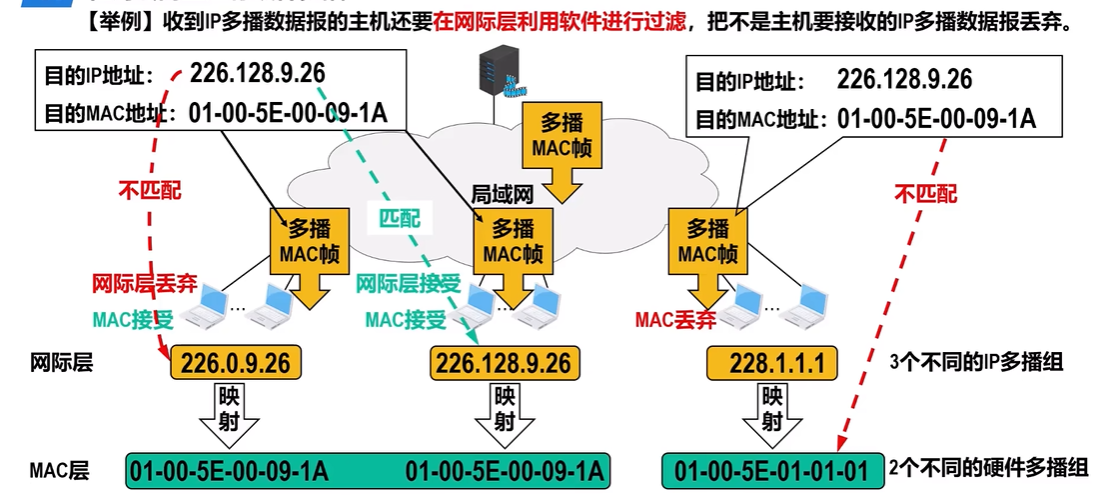 【举例】收到IP多播数据报的主机还要在网际层利用软件进行过滤，把不是主机要接收的IP多播数据报丢弃。
目的IP地址： 226.128.9.26
目的MAC地址：01-00-5E-00-09-1A
目的IP地址： 226.128.9.26
目的MAC地址：01-00-5E-00-09-1A
多播
MAC帧
局域网
不匹配
匹配
不匹配
多播
MAC帧
多播
MAC帧
多播
MAC帧
网际层丢弃
MAC接受
...
网际层接受
MAC接受
...
MAC丢弃
...
网际层
226.0.9.26
226.128.9.26
228.1.1.1
3个不同的IP多播组
映
射
映
射
映
射
MAC层
01-00-5E-00-09-1A
01-00-5E-00-09-1A
01-00-5E-01-01-01
2个不同的硬件多播组